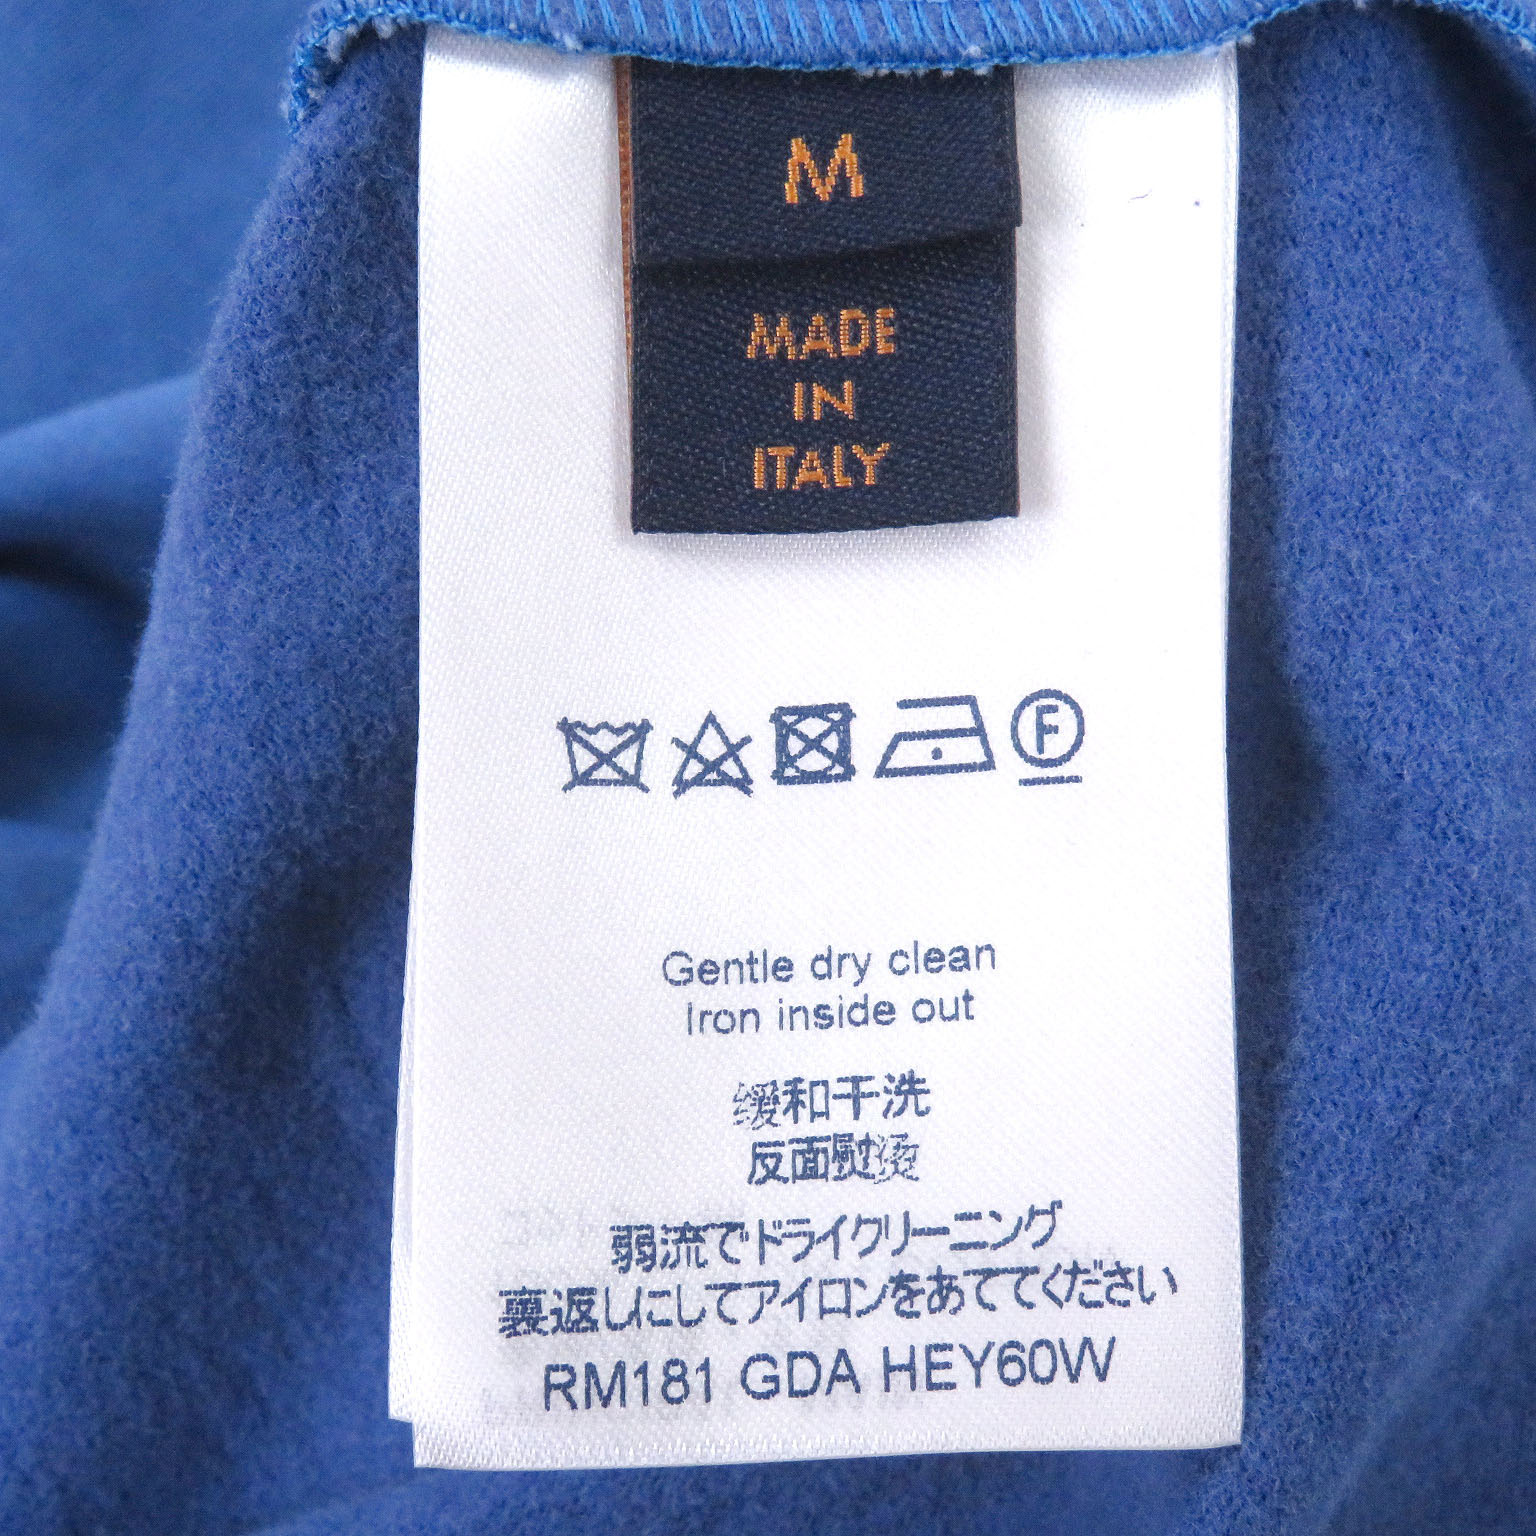 M
MADE
IN
ITALY
F
Gentle dry clean
Iron inside out
缓和干洗
反面熨烫
弱流でドライクリーニング
裏返しにしてアイロンをあててください
RM181 GDA HEY60W